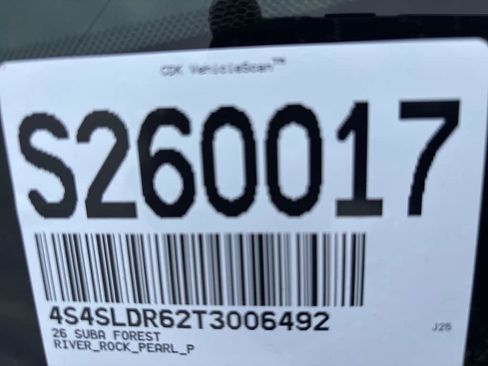 CDK VehicleScan™
S260017
4S4SLDR62T3006492
26 SUBA FOREST
RIVER_ROCK_PEARL_P
J25